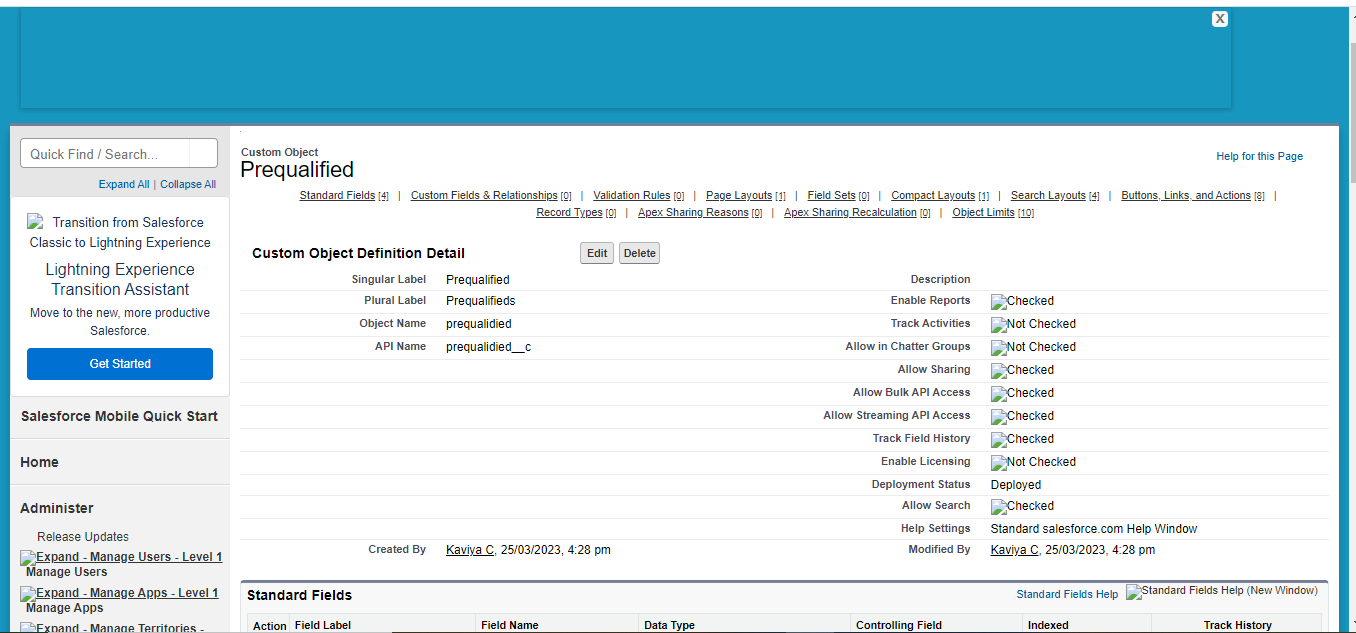 X
Quick Find / Search...
Expand All | Collapse All
Transition from Salesforce
Classic to Lightning Experience
Lightning Experience
Transition Assistant
Move to the new, more productive
Salesforce.
Get Started
Salesforce Mobile Quick Start
Home
Administer
Release Updates
Expand - Manage Users - Level 1
Manage Users
Expand - Manage Apps - Level 1
Manage Apps
Expand - Manage Territories -
Custom Object
Prequalified
Help for this Page
Standard Fields [4] | Custom Fields & Relationships [0] | Validation Rules [0] | Page Layouts [1] | Field Sets [0] | Compact Layouts [1] | Search Layouts [4] | Buttons, Links, and Actions [8] |
Record Types [0] | Apex Sharing Reasons [0] | Apex Sharing Recalculation [0] | Object Limits [10]
Custom Object Definition Detail Edit Delete
Singular Label Prequalified Description
Plural Label Prequalifieds Enable Reports Checked
Object Name prequalidied Track Activities Not Checked
API Name prequalidied__c Allow in Chatter Groups Not Checked
Allow Sharing Checked
Allow Bulk API Access Checked
Allow Streaming API Access Checked
Track Field History Checked
Enable Licensing Not Checked
Deployment Status Deployed
Allow Search Checked
Help Settings Standard salesforce.com Help Window
Created By Kaviya C, 25/03/2023, 4:28 pm Modified By Kaviya C, 25/03/2023, 4:28 pm
Standard Fields Standard Fields Help Standard Fields Help (New Window)
Action Field Label Field Name Data Type Controlling Field Indexed Track History